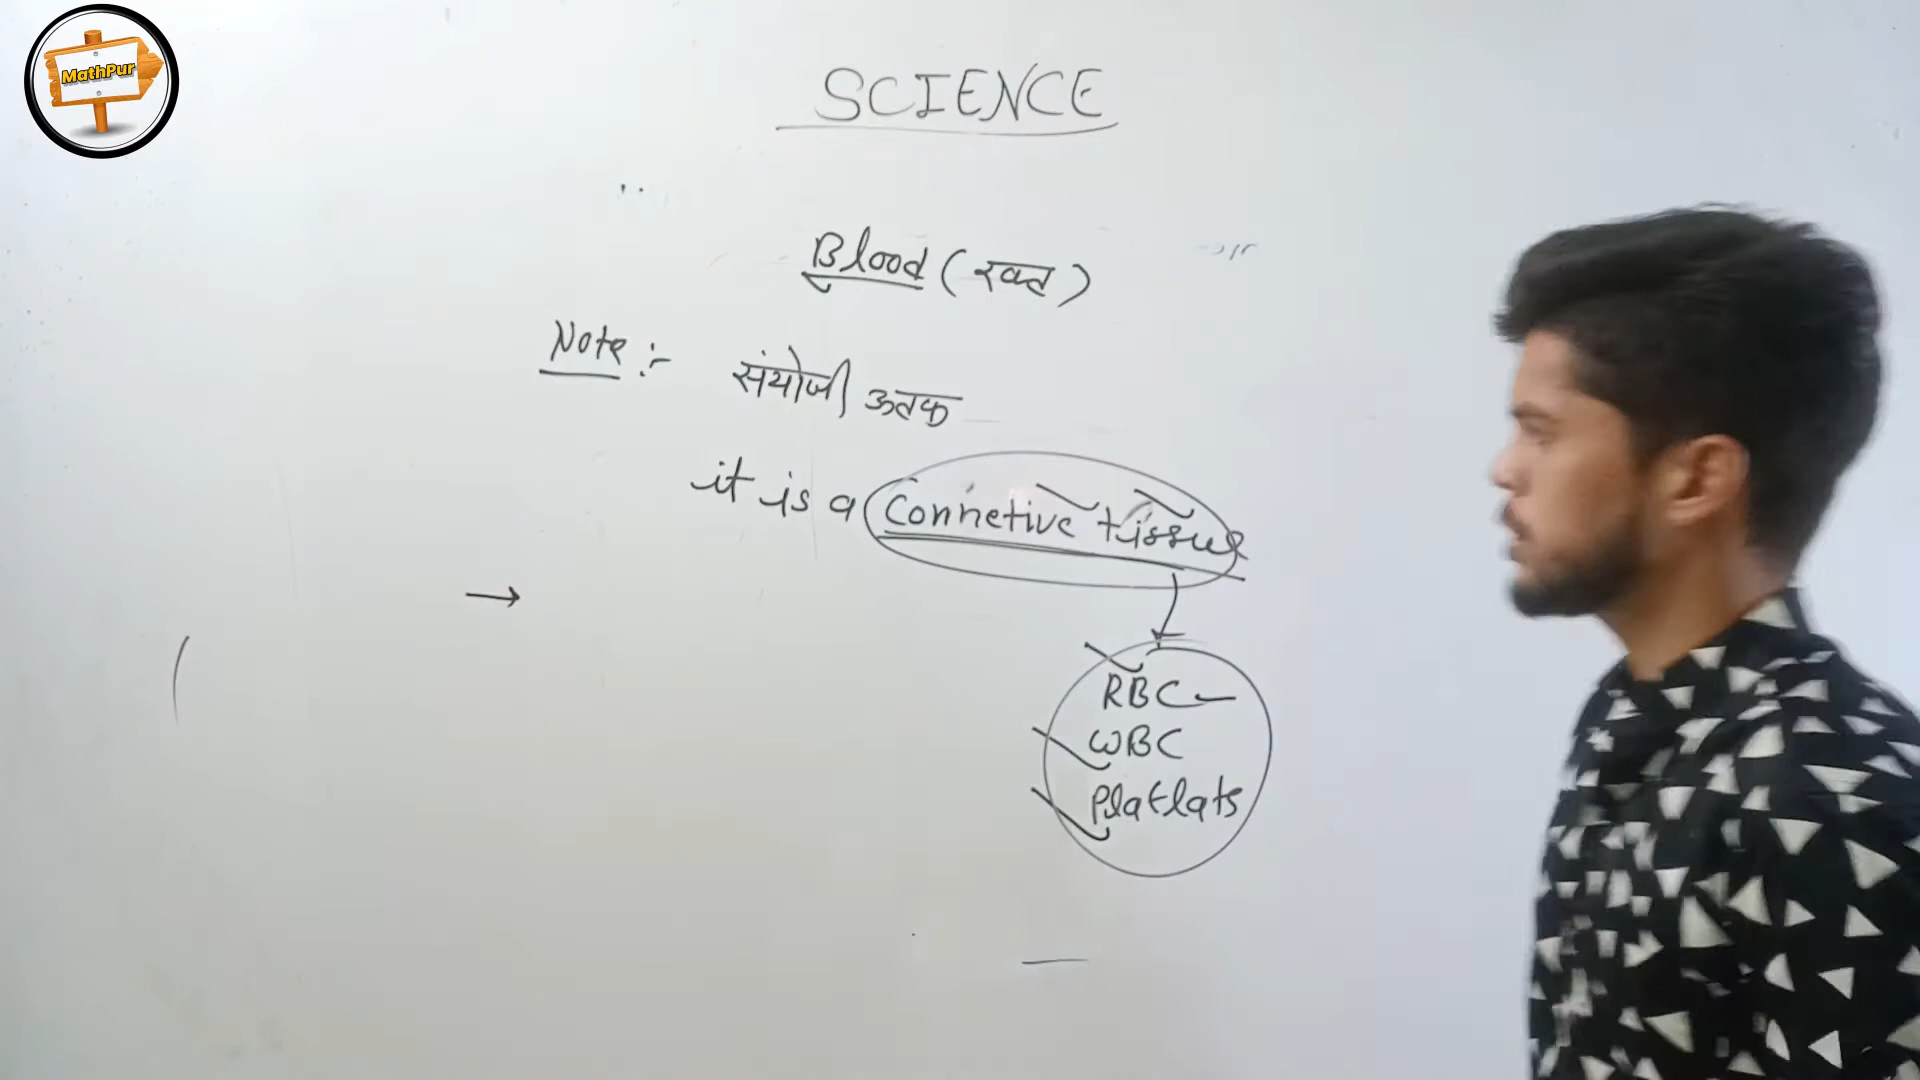 MathPur
SCIENCE
Blood (रक्त)
Note :- संयोजी ऊतक
it is a Connetive tissue
RBC
WBC
Platlats